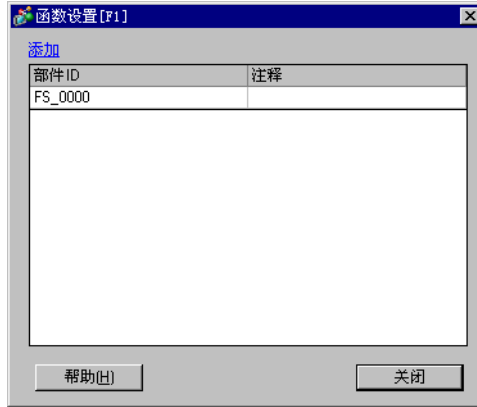 函数设置[F1]
添加
部件ID 注释
FS_0000
帮助(H) 关闭